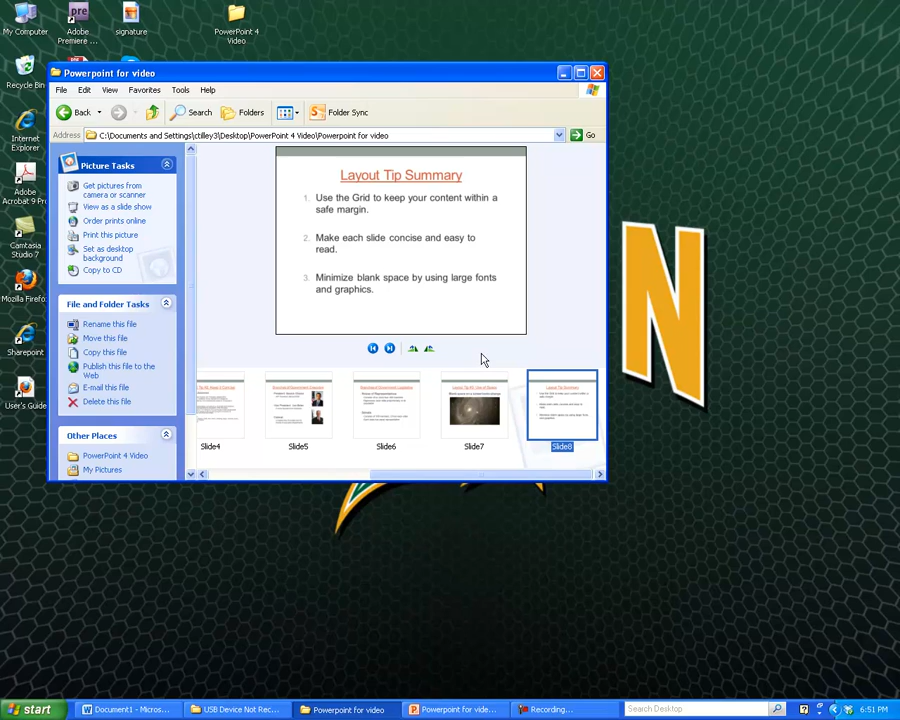 My Computer
Adobe Premiere ...
signature
PowerPoint 4 Video
Recycle Bin
Internet Explorer
Adobe Acrobat 9 Pro
Camtasia Studio 7
Mozilla Firefox
Sharepoint
User's Guide
Powerpoint for video
File Edit View Favorites Tools Help
Back Search Folders Folder Sync
Address C:\Documents and Settings\ctilley3\Desktop\PowerPoint 4 Video\Powerpoint for video Go
Picture Tasks
Get pictures from camera or scanner
View as a slide show
Order prints online
Print this picture
Set as desktop background
Copy to CD
File and Folder Tasks
Rename this file
Move this file
Copy this file
Publish this file to the Web
E-mail this file
Delete this file
Other Places
PowerPoint 4 Video
My Pictures
Layout Tip Summary
1. Use the Grid to keep your content within a
safe margin.
2. Make each slide concise and easy to
read.
3. Minimize blank space by using large fonts
and graphics.
Layout Tip Summary
Slide4 Slide5 Slide6 Slide7 Slide8
N
start Document1 - Micros... USB Device Not Rec... Powerpoint for video Powerpoint for vide... Recording... Search Desktop 6:51 PM